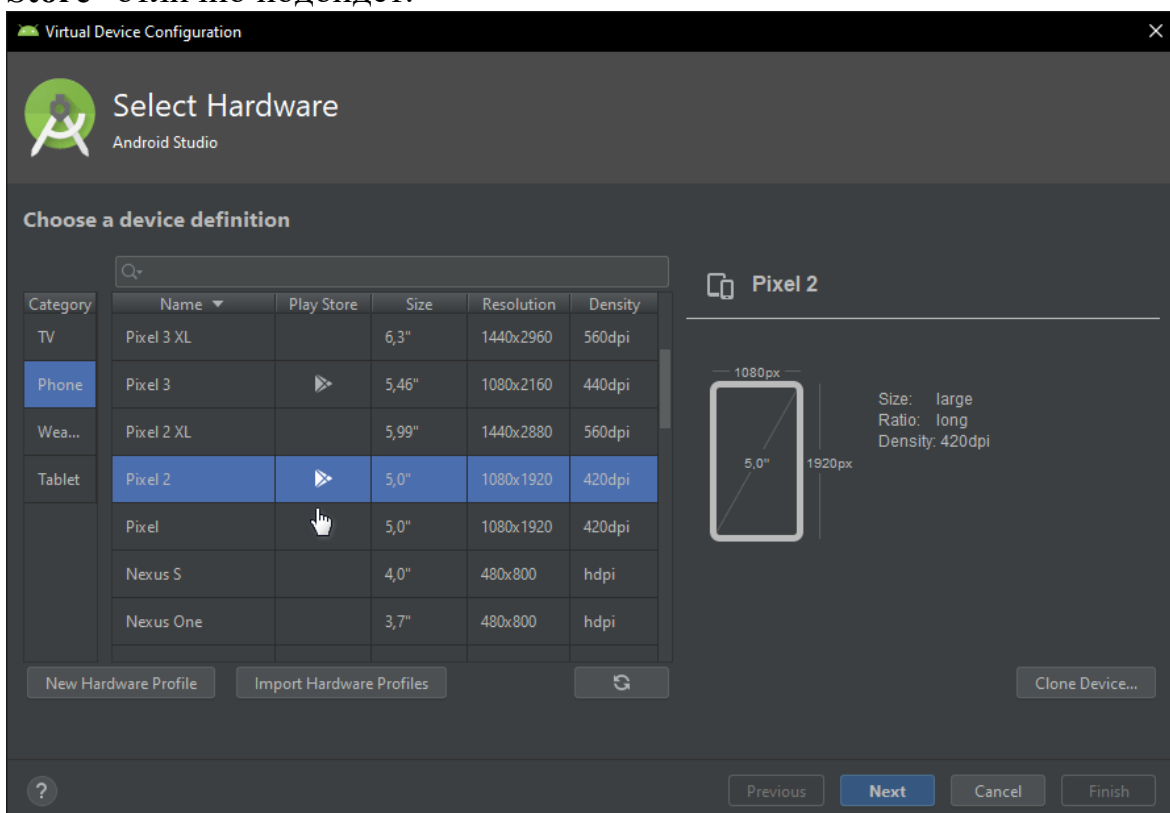 Store" отлично подойдет.
Virtual Device Configuration
Select Hardware
Android Studio
Choose a device definition
Category
TV
Phone
Wea...
Tablet
Name Play Store Size Resolution Density
Pixel 3 XL 6,3" 1440x2960 560dpi
Pixel 3 5,46" 1080x2160 440dpi
Pixel 2 XL 5,99" 1440x2880 560dpi
Pixel 2 5,0" 1080x1920 420dpi
Pixel 5,0" 1080x1920 420dpi
Nexus S 4,0" 480x800 hdpi
Nexus One 3,7" 480x800 hdpi
New Hardware Profile Import Hardware Profiles
Pixel 2
1080px
5,0"
1920px
Size: large
Ratio: long
Density: 420dpi
Clone Device...
?
Previous Next Cancel Finish